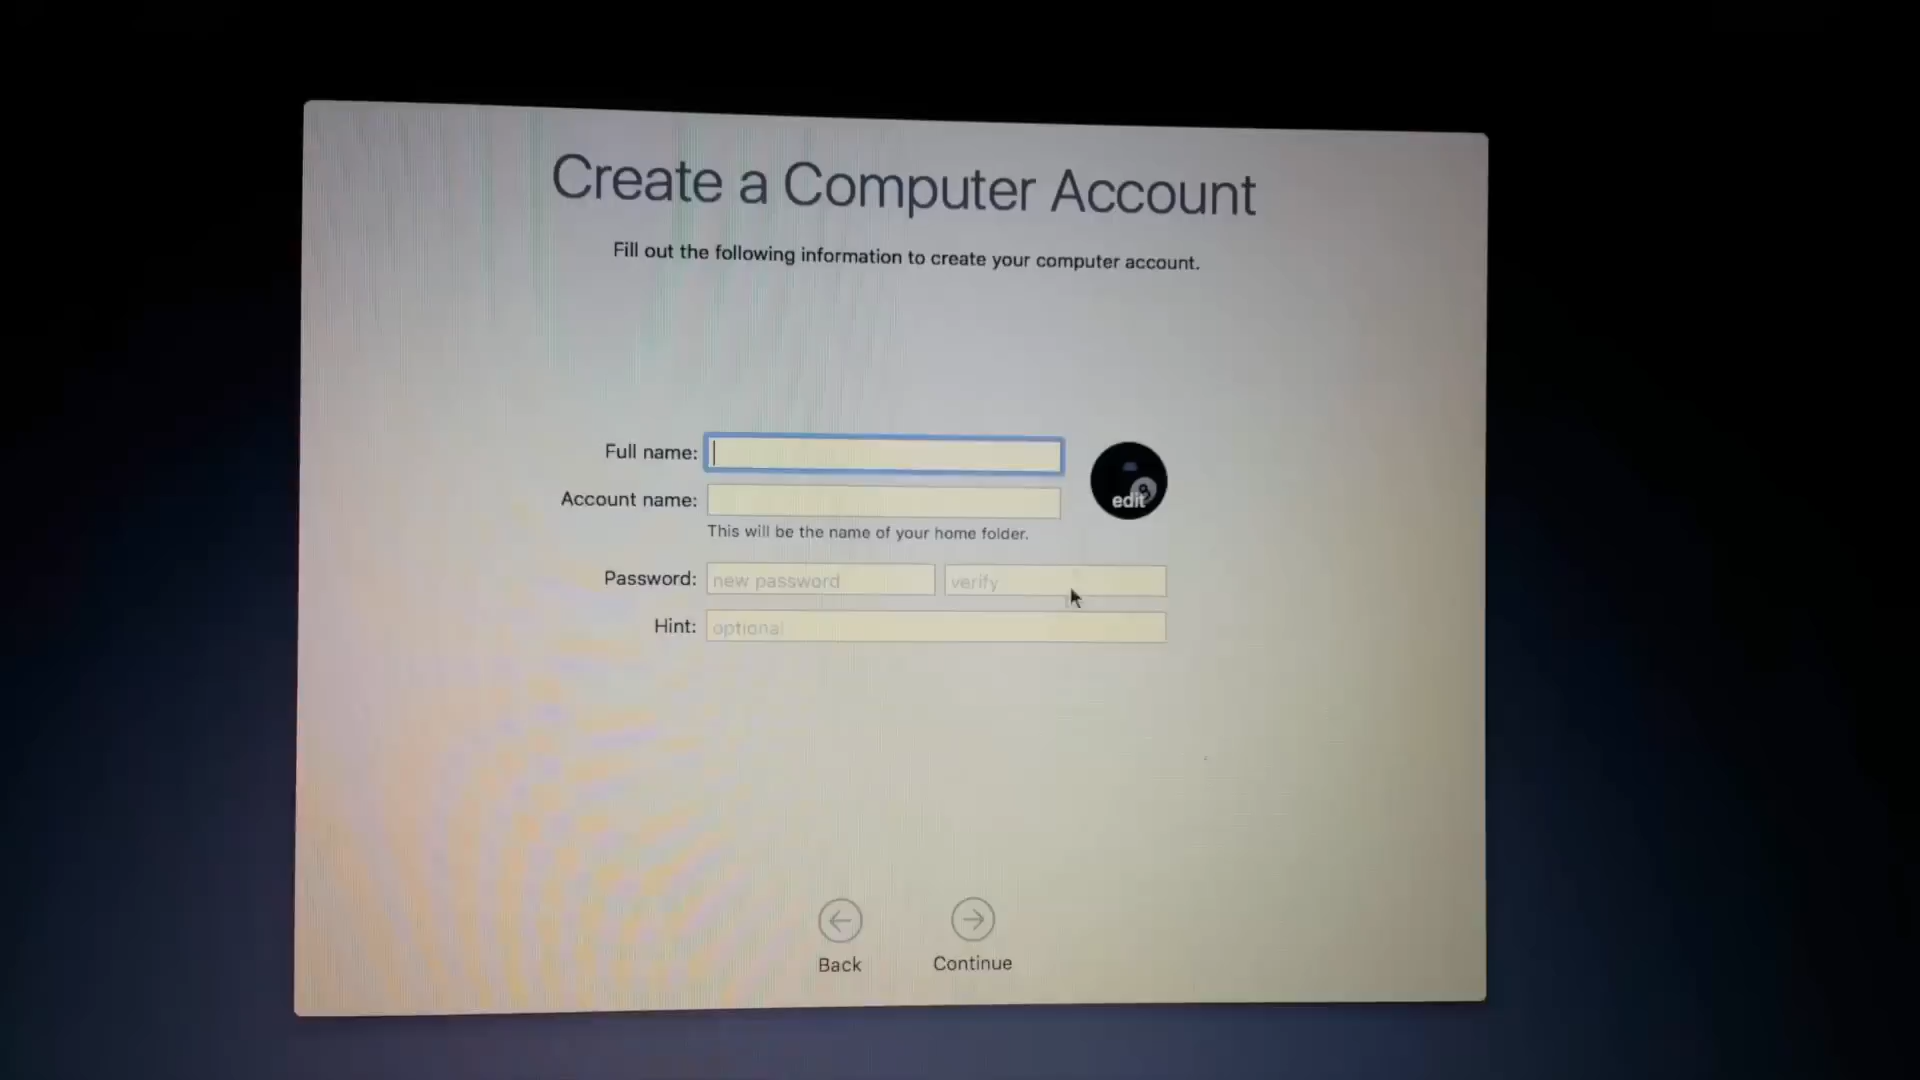 Create a Computer Account
Fill out the following information to create your computer account.
Full name:
edit
Account name:
This will be the name of your home folder.
Password: new password verify
Hint: optional
Back Continue